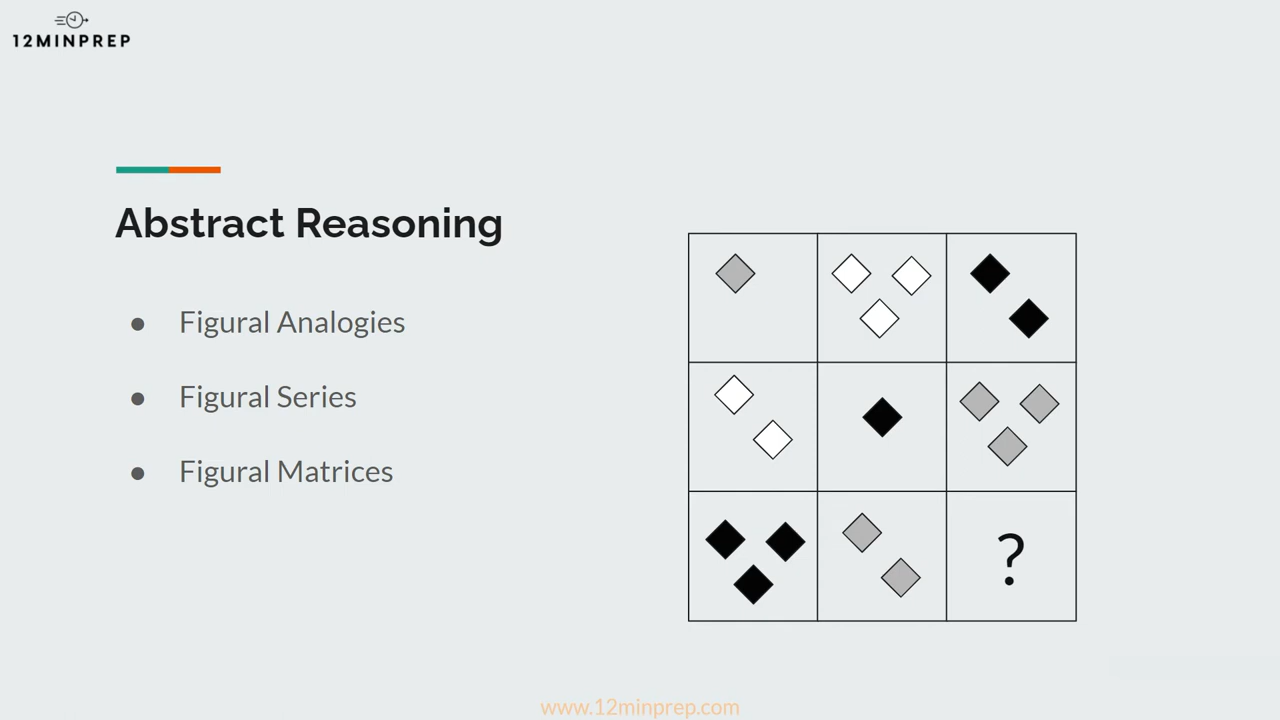 12MINPREP
Abstract Reasoning
● Figural Analogies
● Figural Series
● Figural Matrices
?
www.12minprep.com